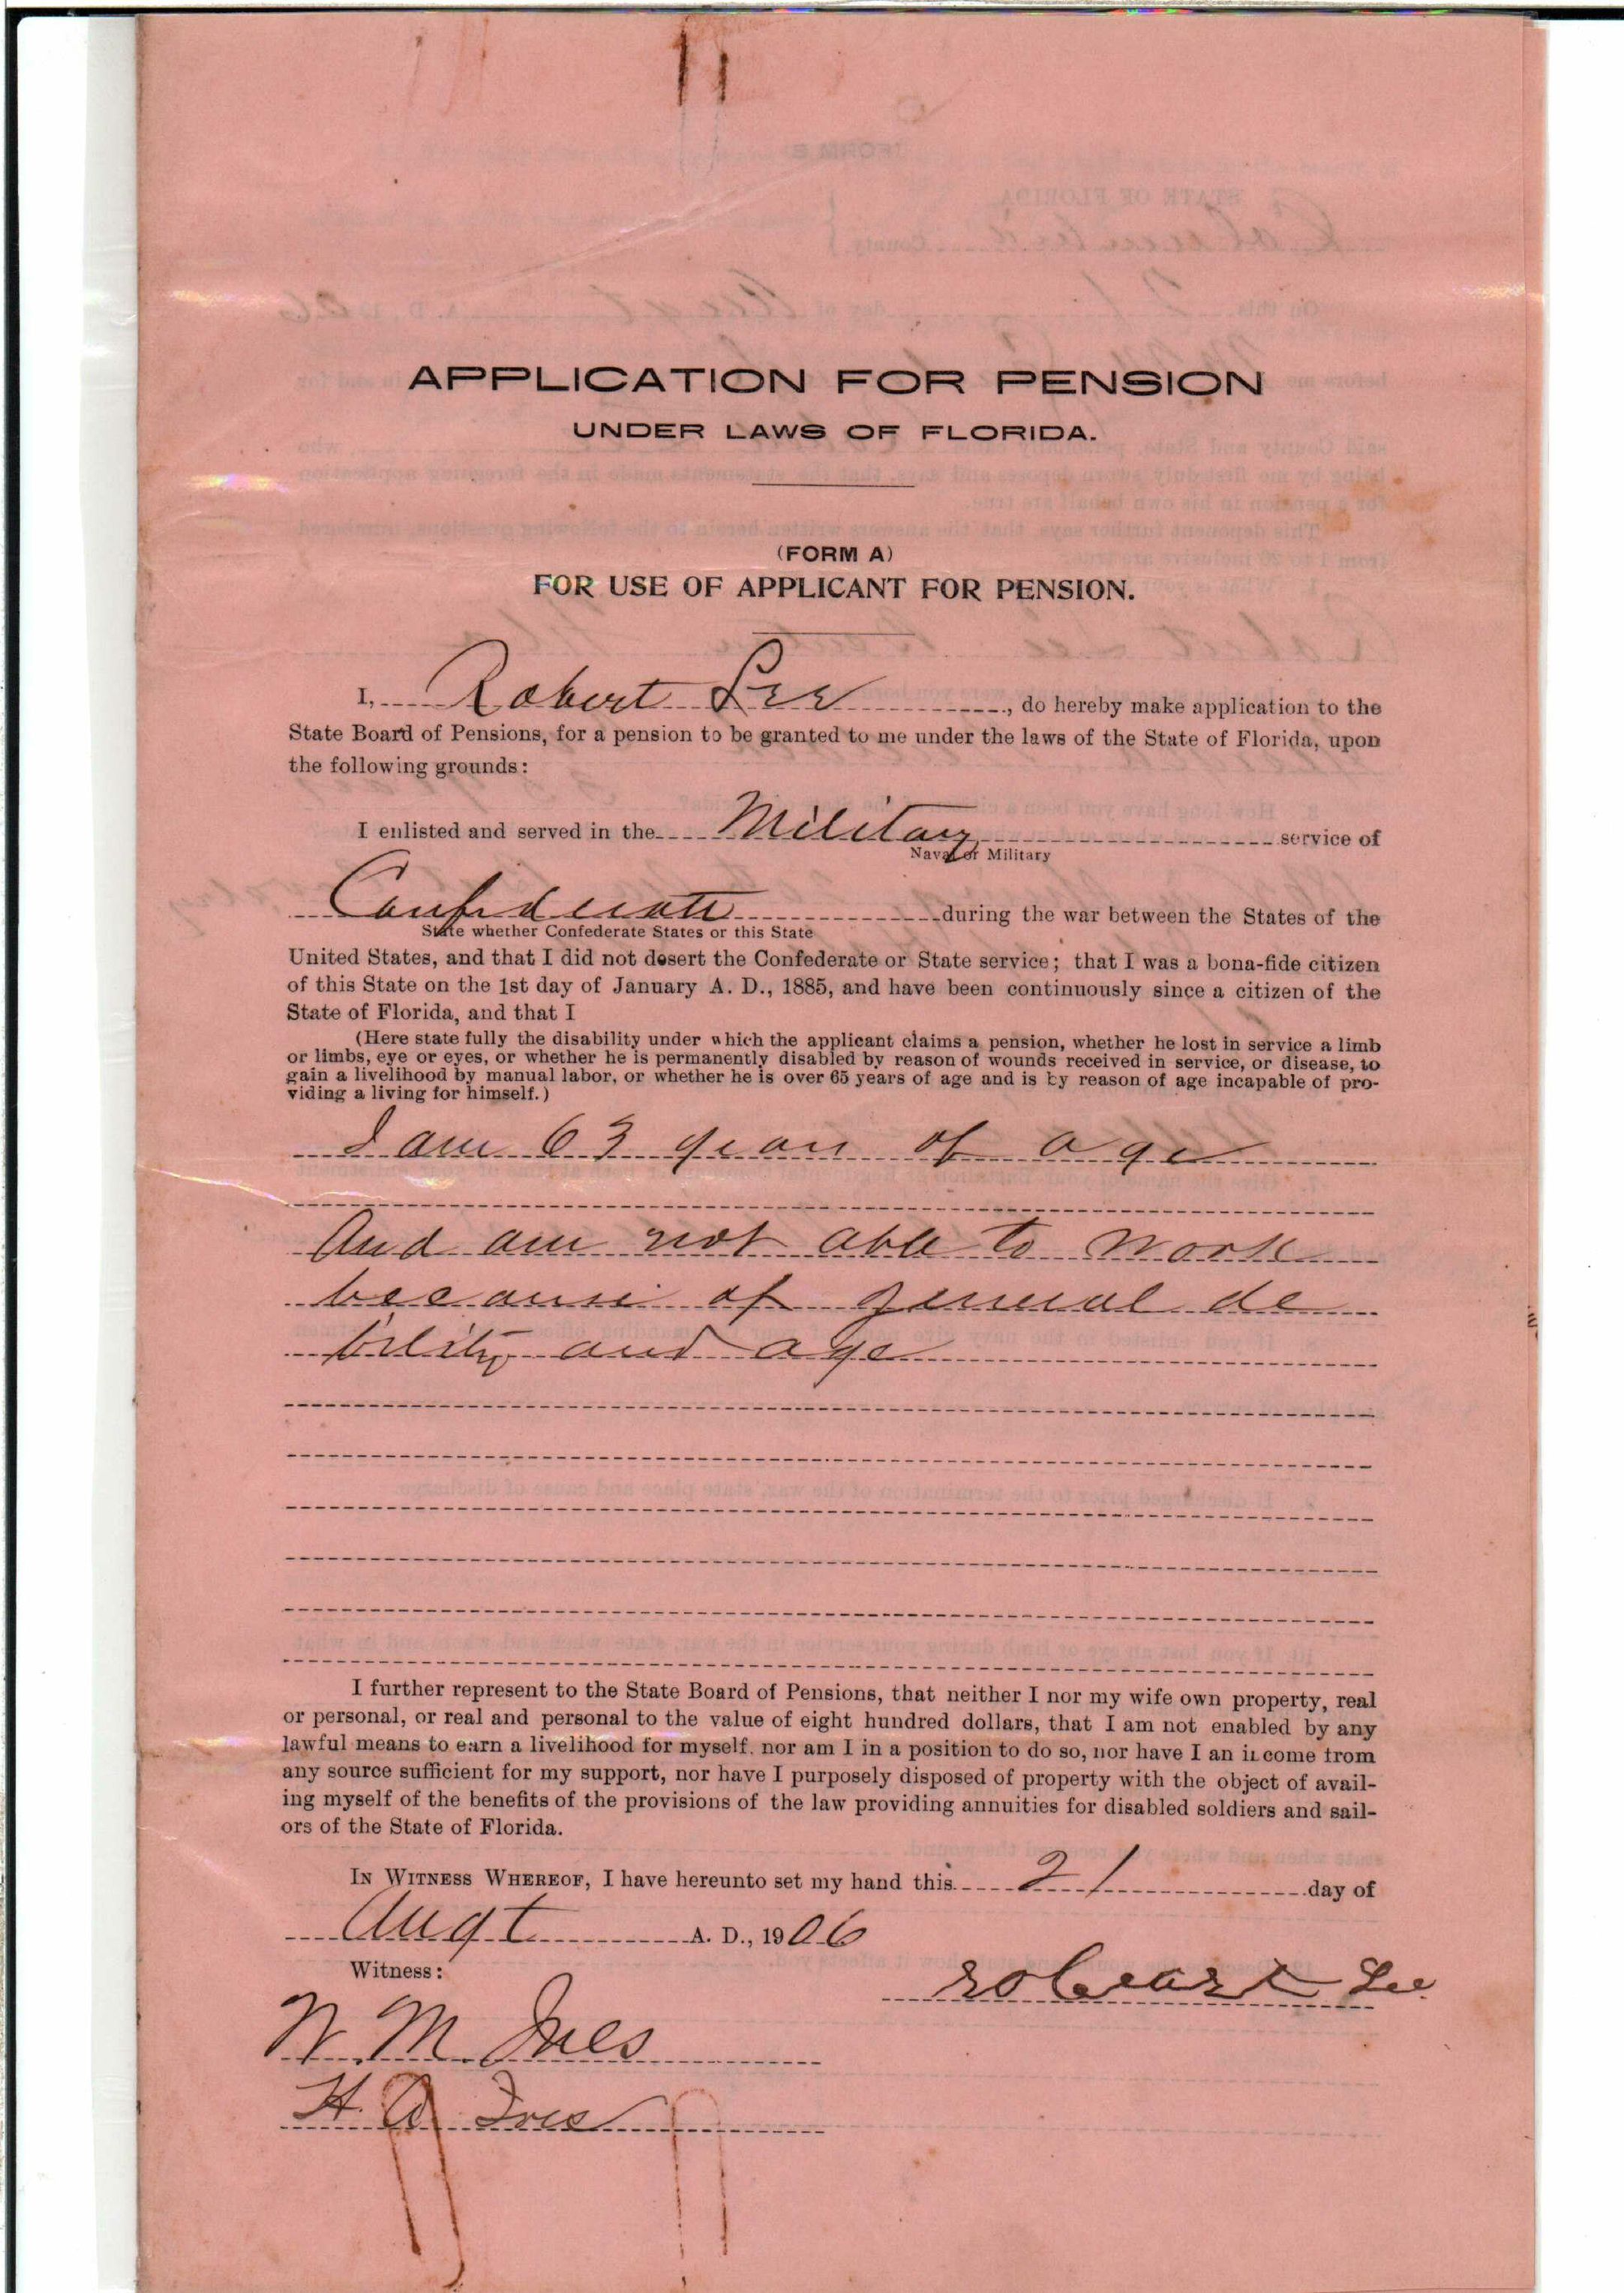 APPLICATION FOR PENSION
UNDER LAWS OF FLORIDA.
(FORM A)
FOR USE OF APPLICANT FOR PENSION.
I, Robert Lee, do hereby make application to the
State Board of Pensions, for a pension to be granted to me under the laws of the State of Florida, upon
the following grounds:
I enlisted and served in the Military service of
Naval or Military
Confederate during the war between the States of the
State whether Confederate States or this State
United States, and that I did not desert the Confederate or State service; that I was a bona-fide citizen
of this State on the 1st day of January A. D., 1885, and have been continuously since a citizen of the
State of Florida, and that I
(Here state fully the disability under which the applicant claims a pension, whether he lost in service a limb
or limbs, eye or eyes, or whether he is permanently disabled by reason of wounds received in service, or disease, to
gain a livelihood by manual labor, or whether he is over 65 years of age and is by reason of age incapable of pro-
viding a living for himself.)
I am 63 years of age
And am not able to work
because of general de
bility and age
I further represent to the State Board of Pensions, that neither I nor my wife own property, real
or personal, or real and personal to the value of eight hundred dollars, that I am not enabled by any
lawful means to earn a livelihood for myself. nor am I in a position to do so, nor have I an income from
any source sufficient for my support, nor have I purposely disposed of property with the object of avail-
ing myself of the benefits of the provisions of the law providing annuities for disabled soldiers and sail-
ors of the State of Florida.
IN WITNESS WHEREOF, I have hereunto set my hand this 21 day of
Augt A. D., 1906
Witness:
robeart Lee
W. M. Ives
H. A. Ives